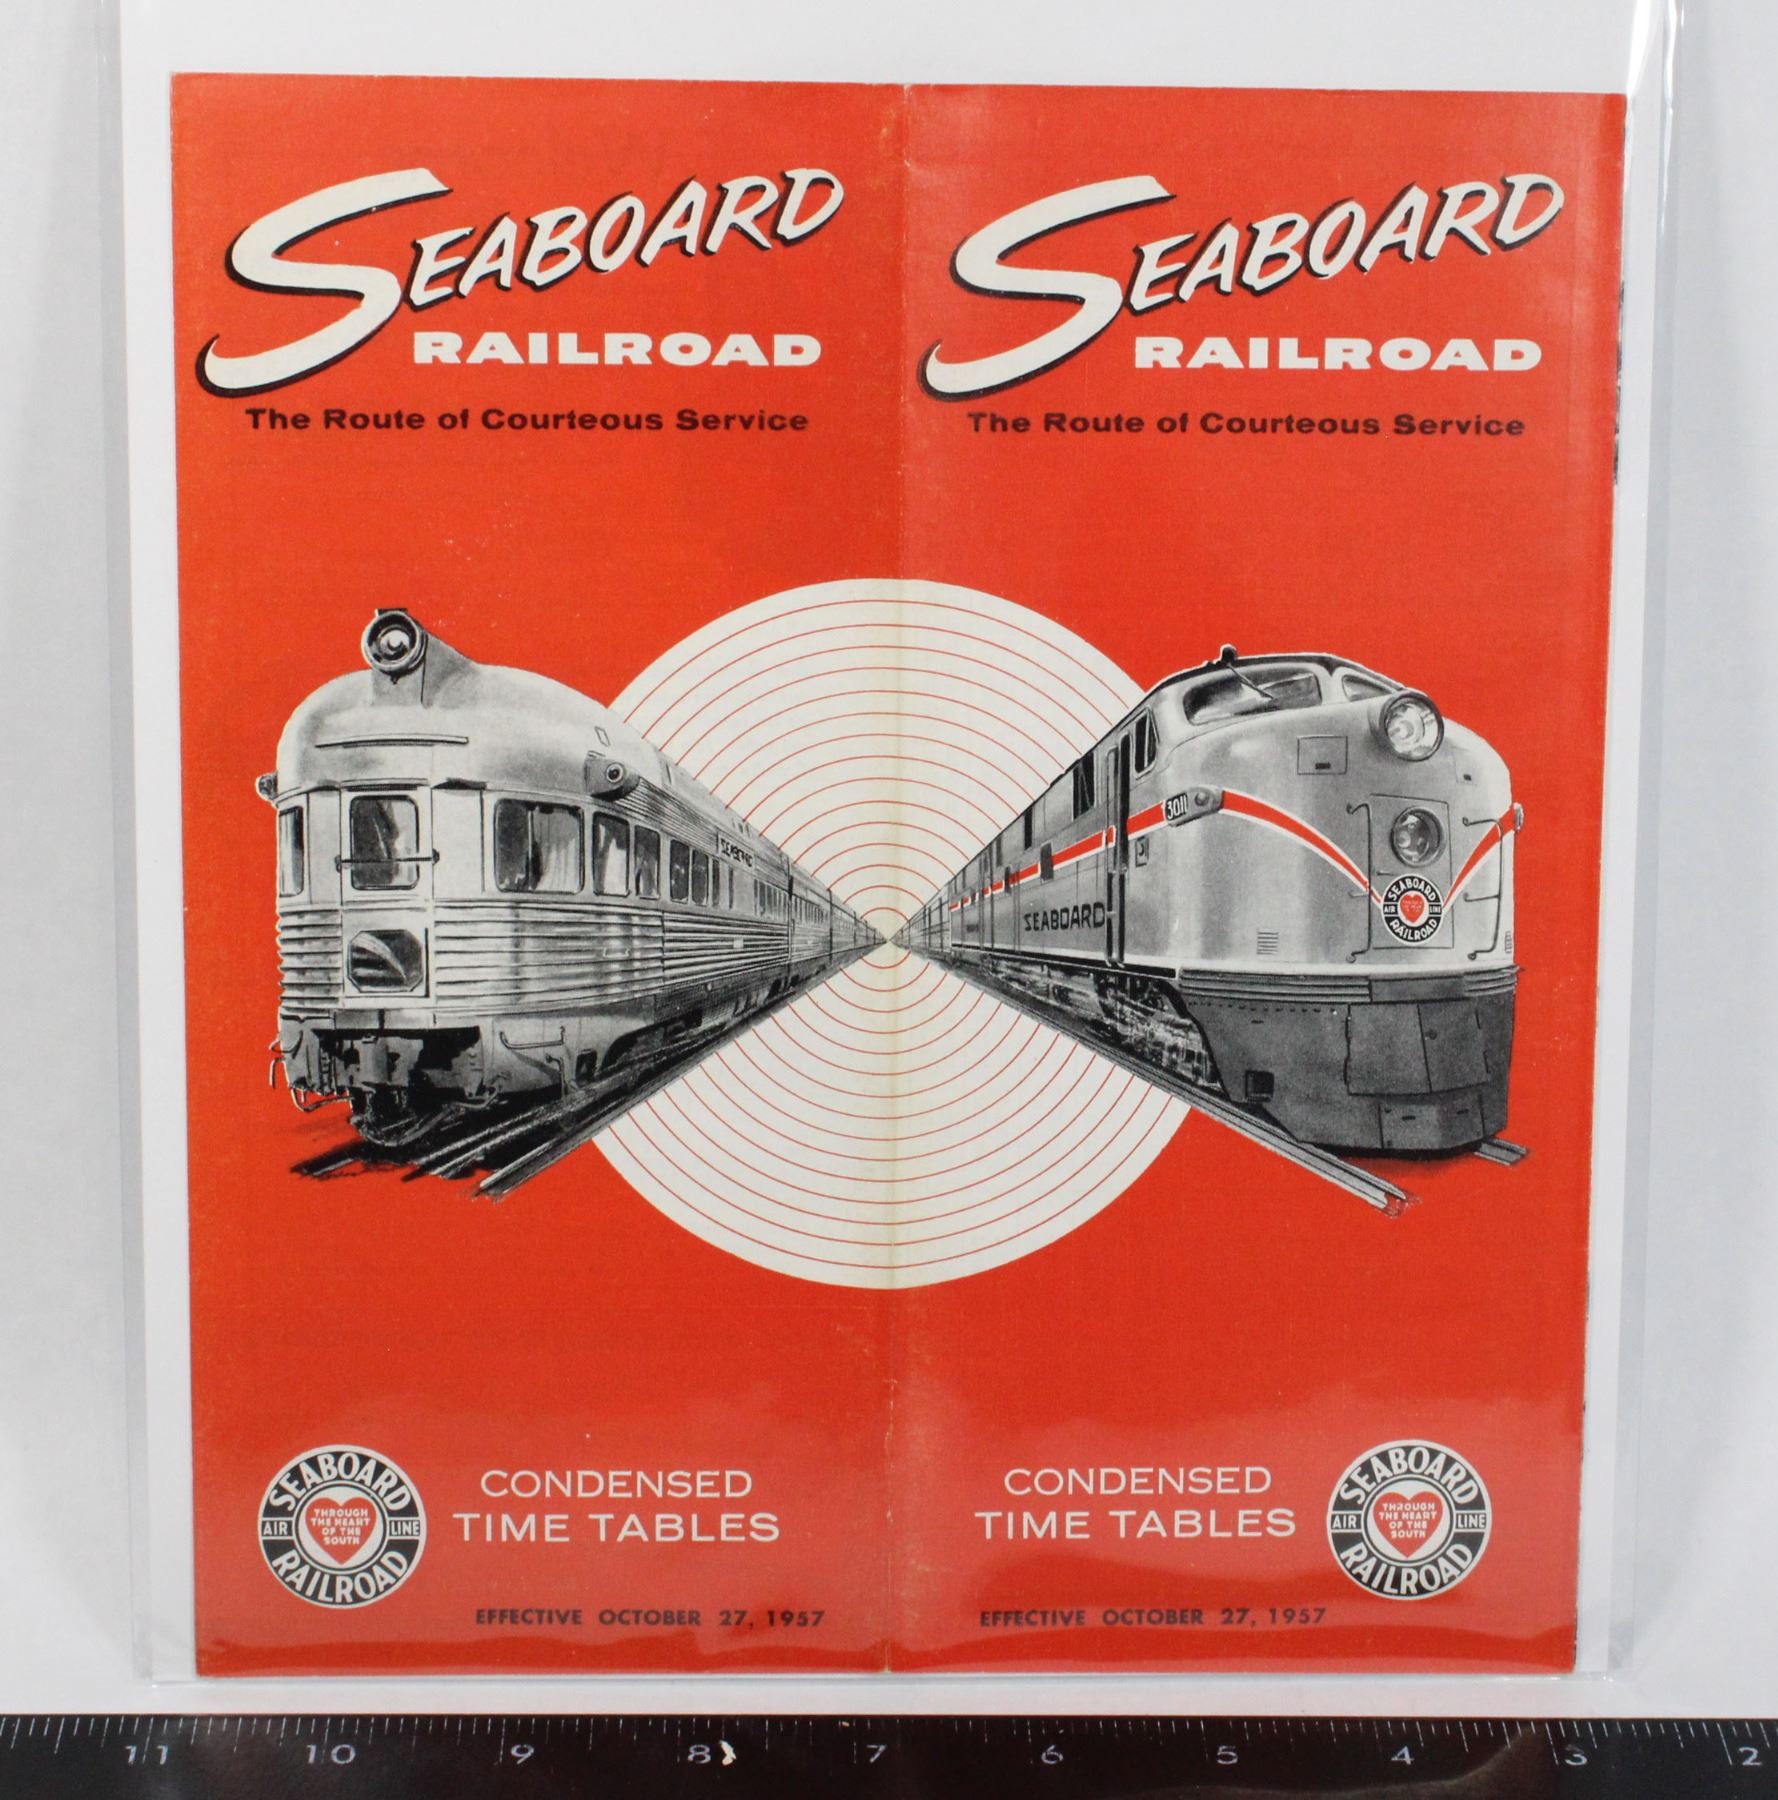 SEABOARD
RAILROAD
The Route of Courteous Service
SEABOARD
RAILROAD
The Route of Courteous Service
SEABOARD
3011
SEABOARD
SEABOARD
AIR LINE
RAILROAD
SEABOARD
AIR LINE
RAILROAD
THROUGH
THE HEART
OF THE
SOUTH
CONDENSED
TIME TABLES
EFFECTIVE OCTOBER 27, 1957
CONDENSED
TIME TABLES
SEABOARD
AIR LINE
RAILROAD
THROUGH
THE HEART
OF THE
SOUTH
EFFECTIVE OCTOBER 27, 1957
11 10 9 8 7 6 5 4 3 2